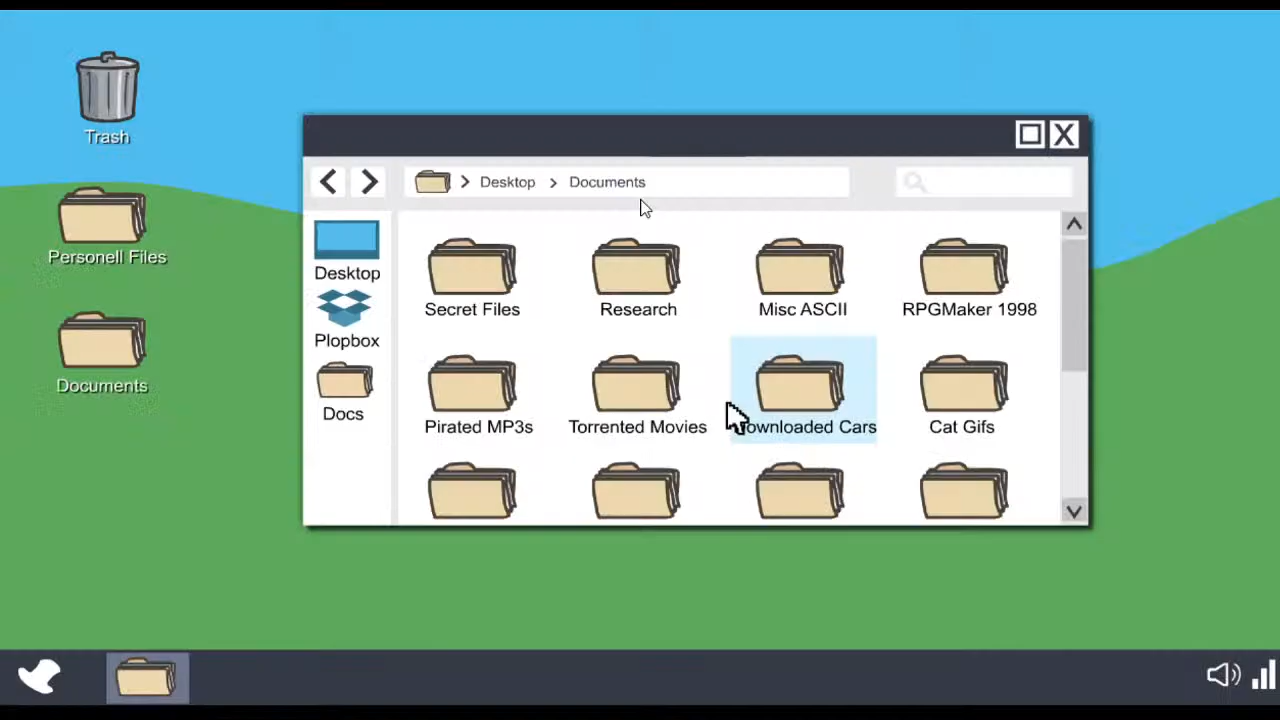 Trash
Personell Files
Documents
X
Desktop > Documents
Desktop
Plopbox
Docs
Secret Files
Research
Misc ASCII
RPGMaker 1998
Pirated MP3s
Torrented Movies
ownloaded Cars
Cat Gifs